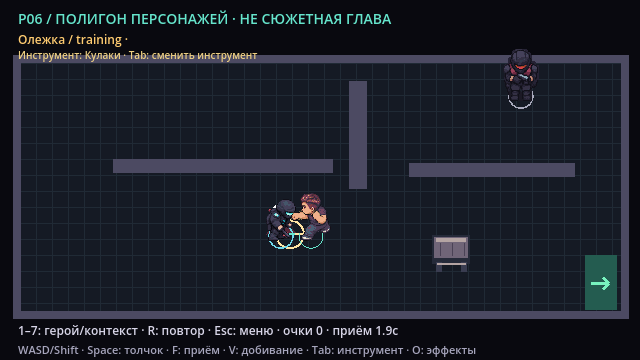 P06 / ПОЛИГОН ПЕРСОНАЖЕЙ · НЕ СЮЖЕТНАЯ ГЛАВА
Олежка / training ·
Инструмент: Кулаки · Tab: сменить инструмент
1–7: герой/контекст · R: повтор · Esc: меню · очки 0 · приём 1.9с
WASD/Shift · Space: толчок · F: приём · V: добивание · Tab: инструмент · O: эффекты